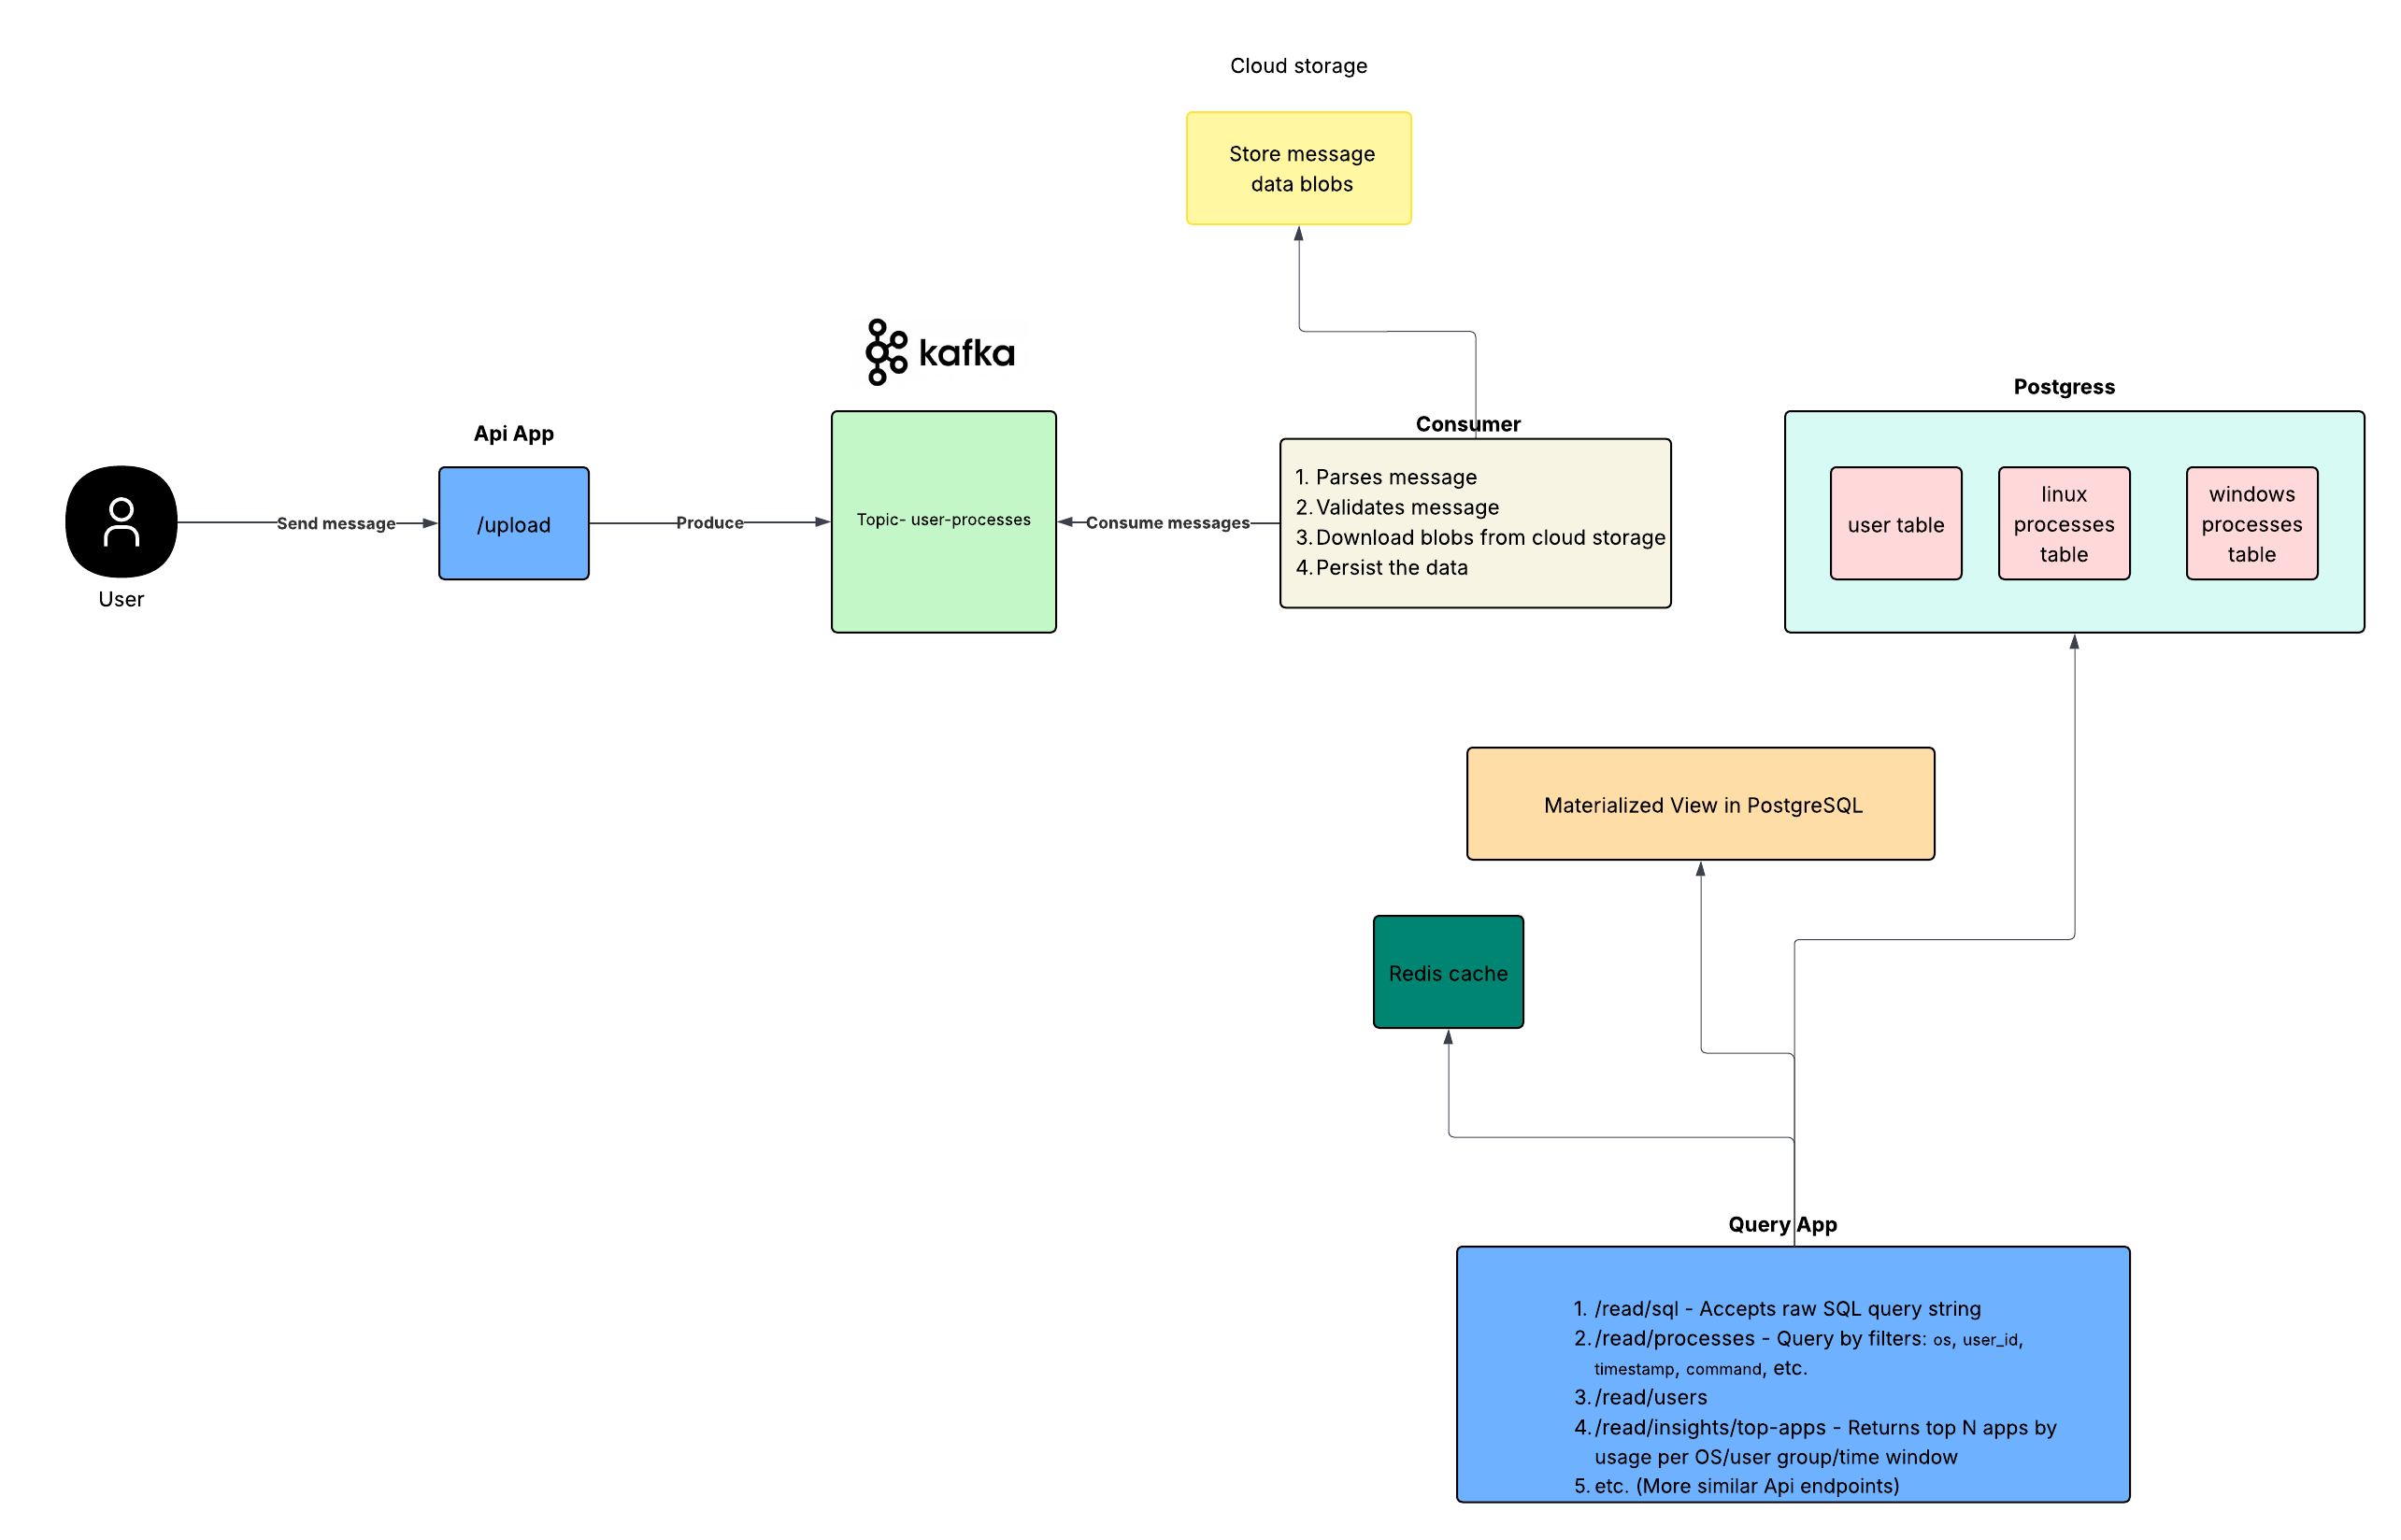 Cloud storage
Store message
data blobs
kafka
Api App
Consumer
Postgress
User
Send message
/upload
Produce
Topic- user-processes
Consume messages
1. Parses message
2. Validates message
3. Download blobs from cloud storage
4. Persist the data
user table
linux
processes
table
windows
processes
table
Materialized View in PostgreSQL
Redis cache
Query App
1. /read/sql - Accepts raw SQL query string
2. /read/processes - Query by filters: os, user_id,
timestamp, command, etc.
3. /read/users
4. /read/insights/top-apps - Returns top N apps by
usage per OS/user group/time window
5. etc. (More similar Api endpoints)